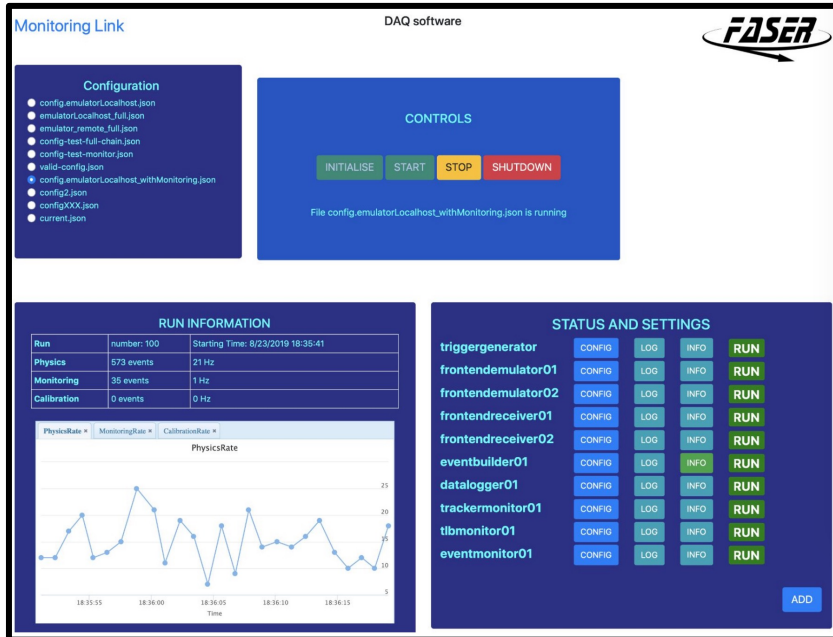 Monitoring Link
DAQ software
FASER
Configuration
config.emulatorLocalhost.json
emulatorLocalhost_full.json
emulator_remote_full.json
config-test-full-chain.json
config-test-monitor.json
valid-config.json
config.emulatorLocalhost_withMonitoring.json
config2.json
configXXX.json
current.json
CONTROLS
INITIALISE START STOP SHUTDOWN
File config.emulatorLocalhost_withMonitoring.json is running
RUN INFORMATION
Run number: 100 Starting Time: 8/23/2019 18:35:41
Physics 573 events 21 Hz
Monitoring 35 events 1 Hz
Calibration 0 events 0 Hz
PhysicsRate × MonitoringRate × CalibrationRate ×
PhysicsRate
25
20
15
10
5
18:35:55 18:36:00 18:36:05 18:36:10 18:36:15
Time
STATUS AND SETTINGS
triggergenerator CONFIG LOG INFO RUN
frontendemulator01 CONFIG LOG INFO RUN
frontendemulator02 CONFIG LOG INFO RUN
frontendreceiver01 CONFIG LOG INFO RUN
frontendreceiver02 CONFIG LOG INFO RUN
eventbuilder01 CONFIG LOG INFO RUN
datalogger01 CONFIG LOG INFO RUN
trackermonitor01 CONFIG LOG INFO RUN
tlbmonitor01 CONFIG LOG INFO RUN
eventmonitor01 CONFIG LOG INFO RUN
ADD